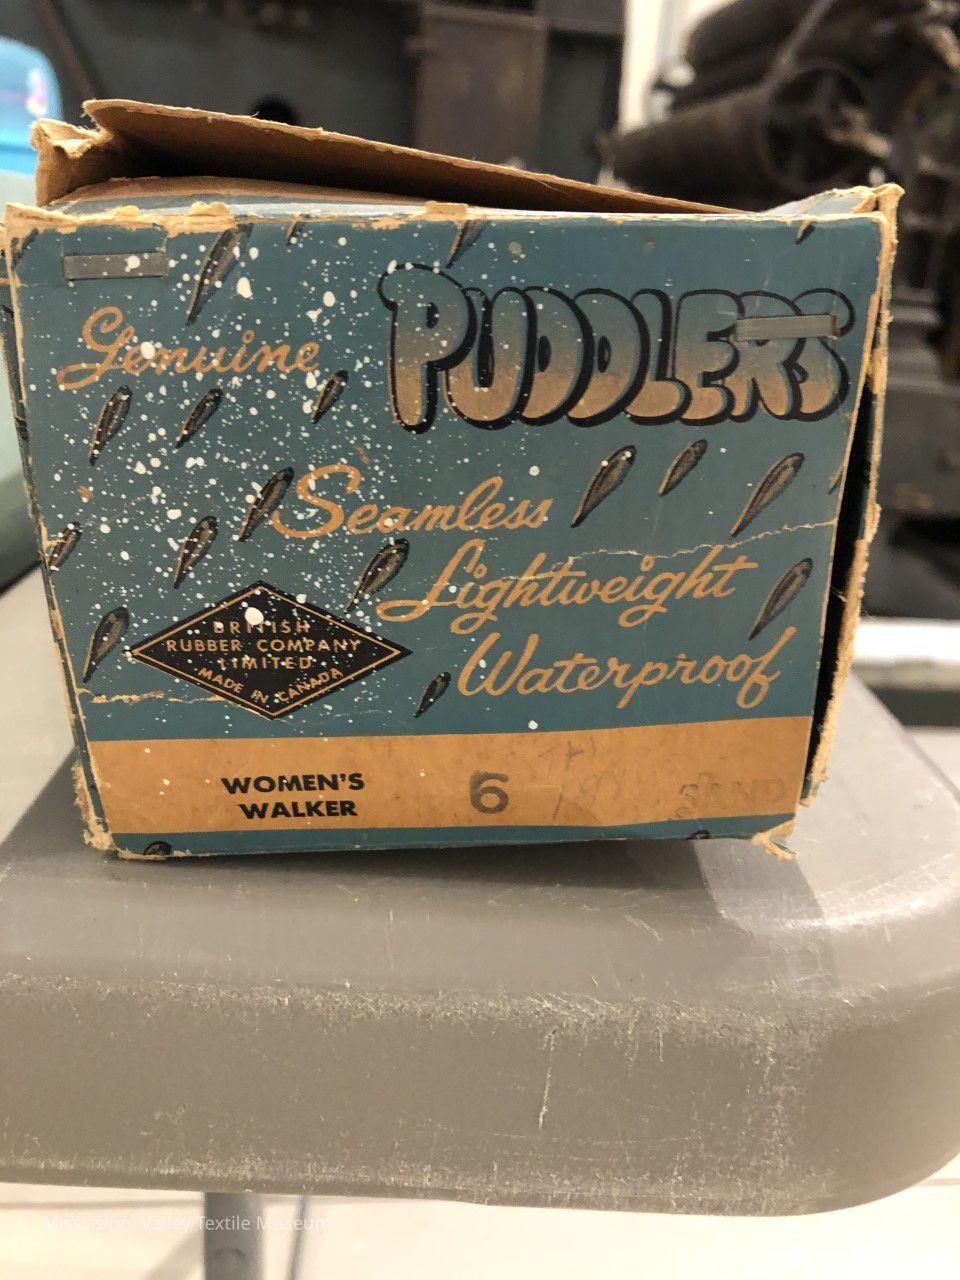 Genuine
PUDDLERS
Seamless
Lightweight
Waterproof
BRITISH
RUBBER COMPANY
LIMITED
MADE IN CANADA
WOMEN'S
WALKER
6
SAND
Mississippi Valley Textile Museum